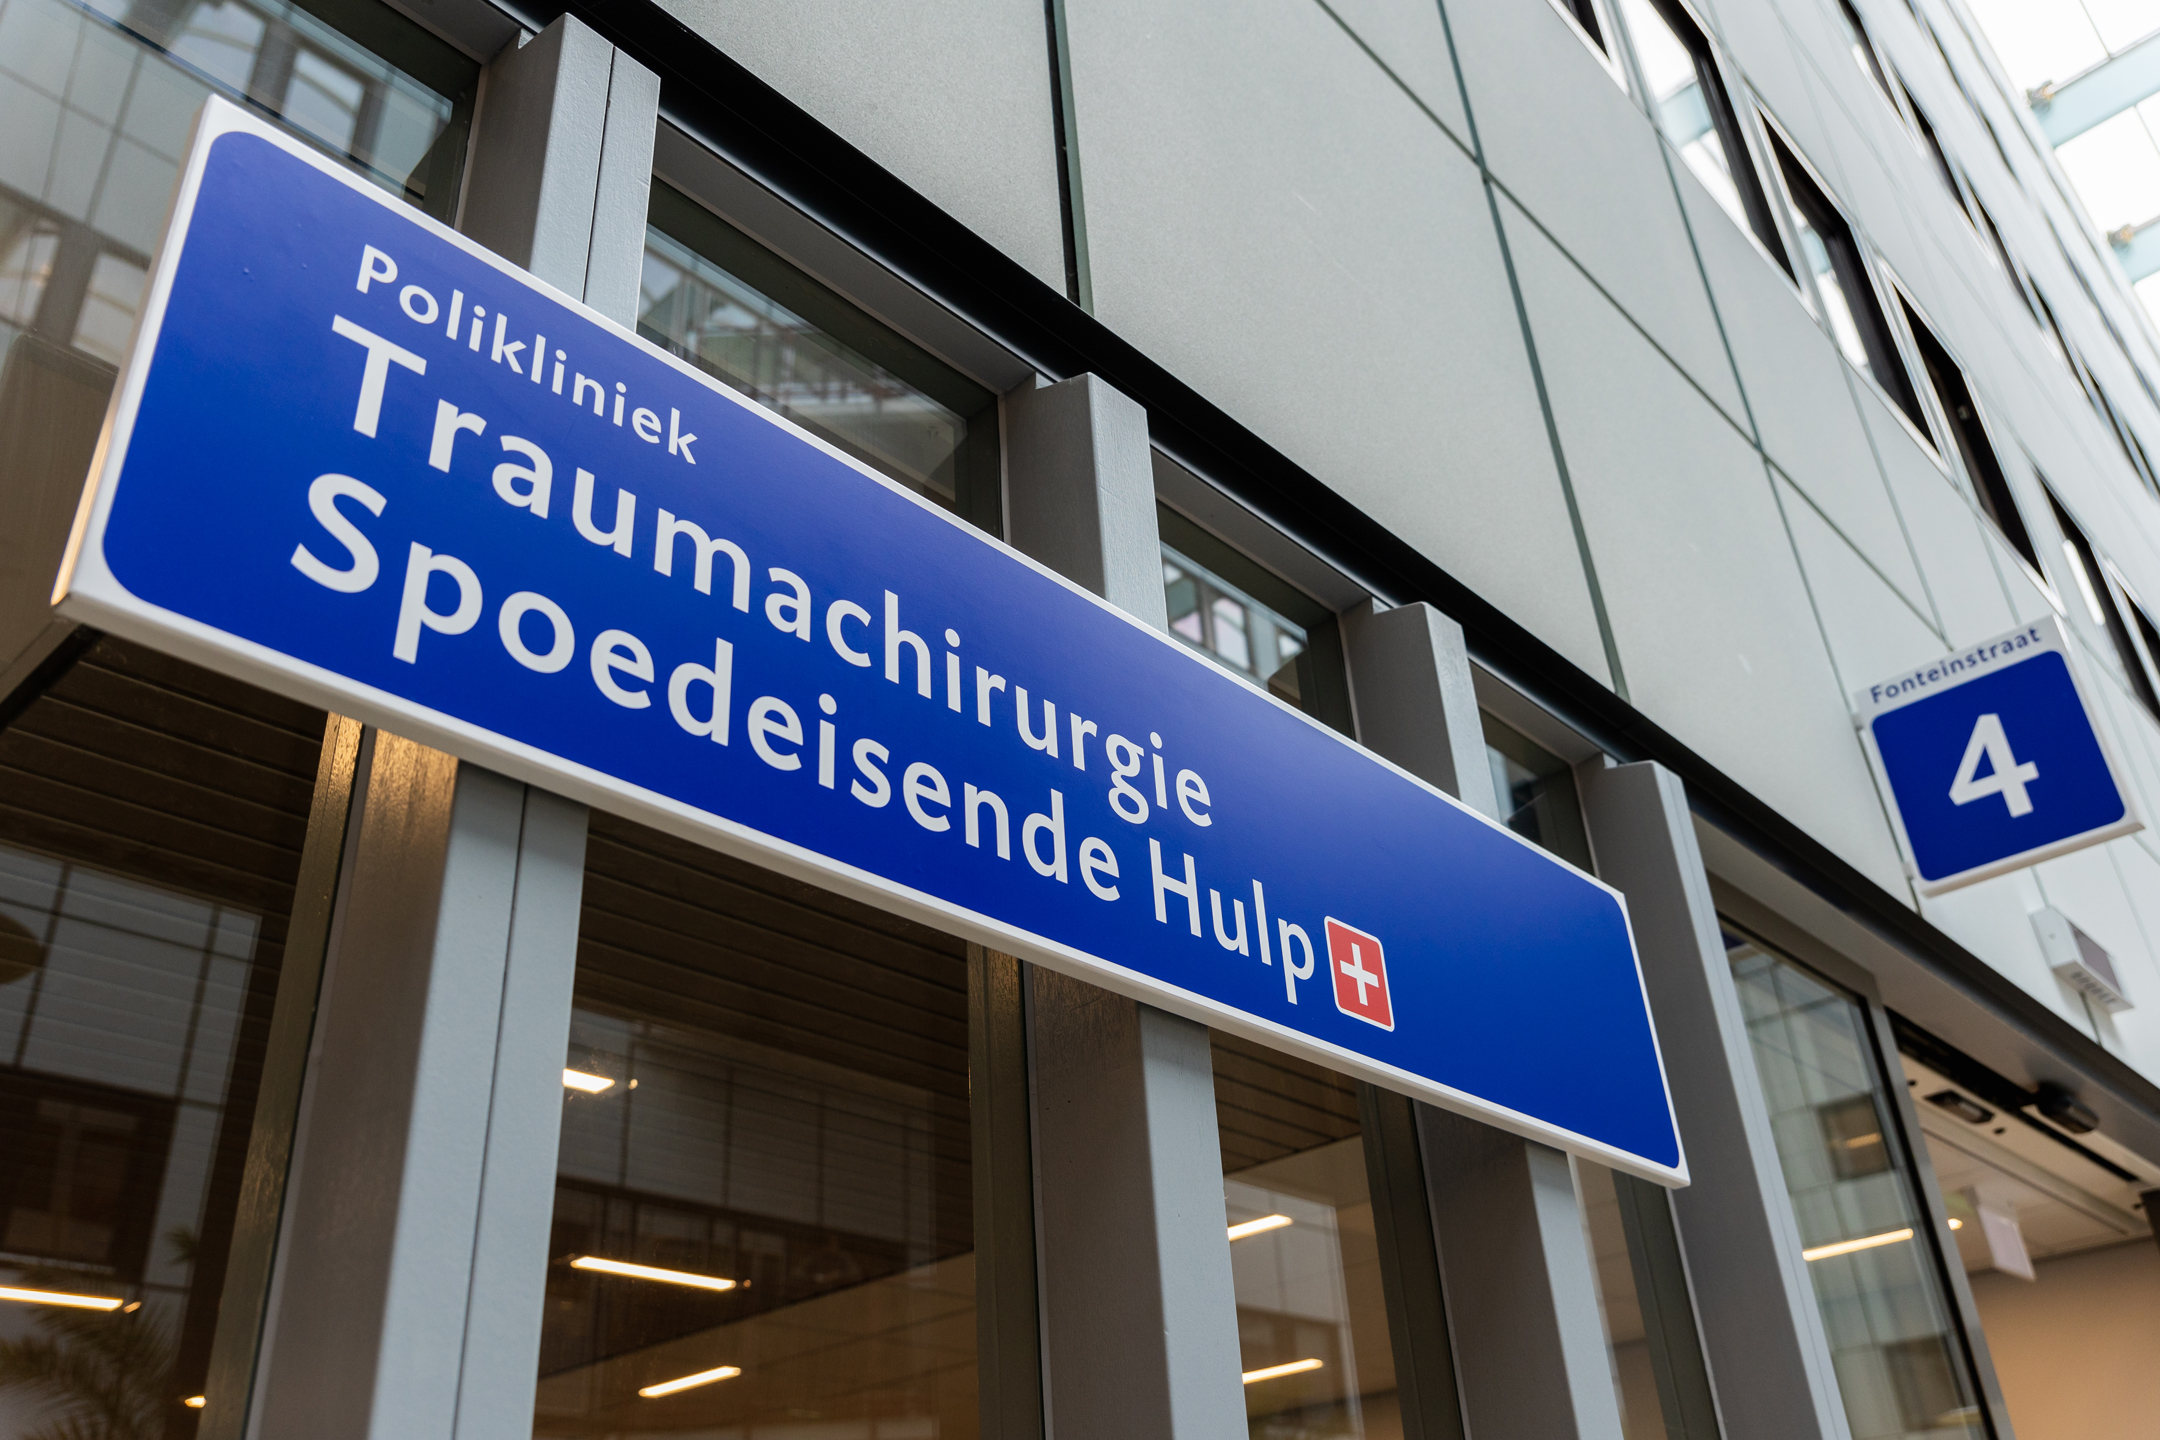 Polikliniek
Traumachirurgie
Spoedeisende Hulp
Fonteinstraat
4